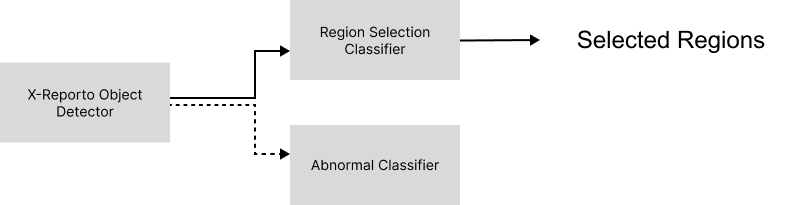 Region Selection
Classifier
Selected Regions
X-Reporto Object
Detector
Abnormal Classifier